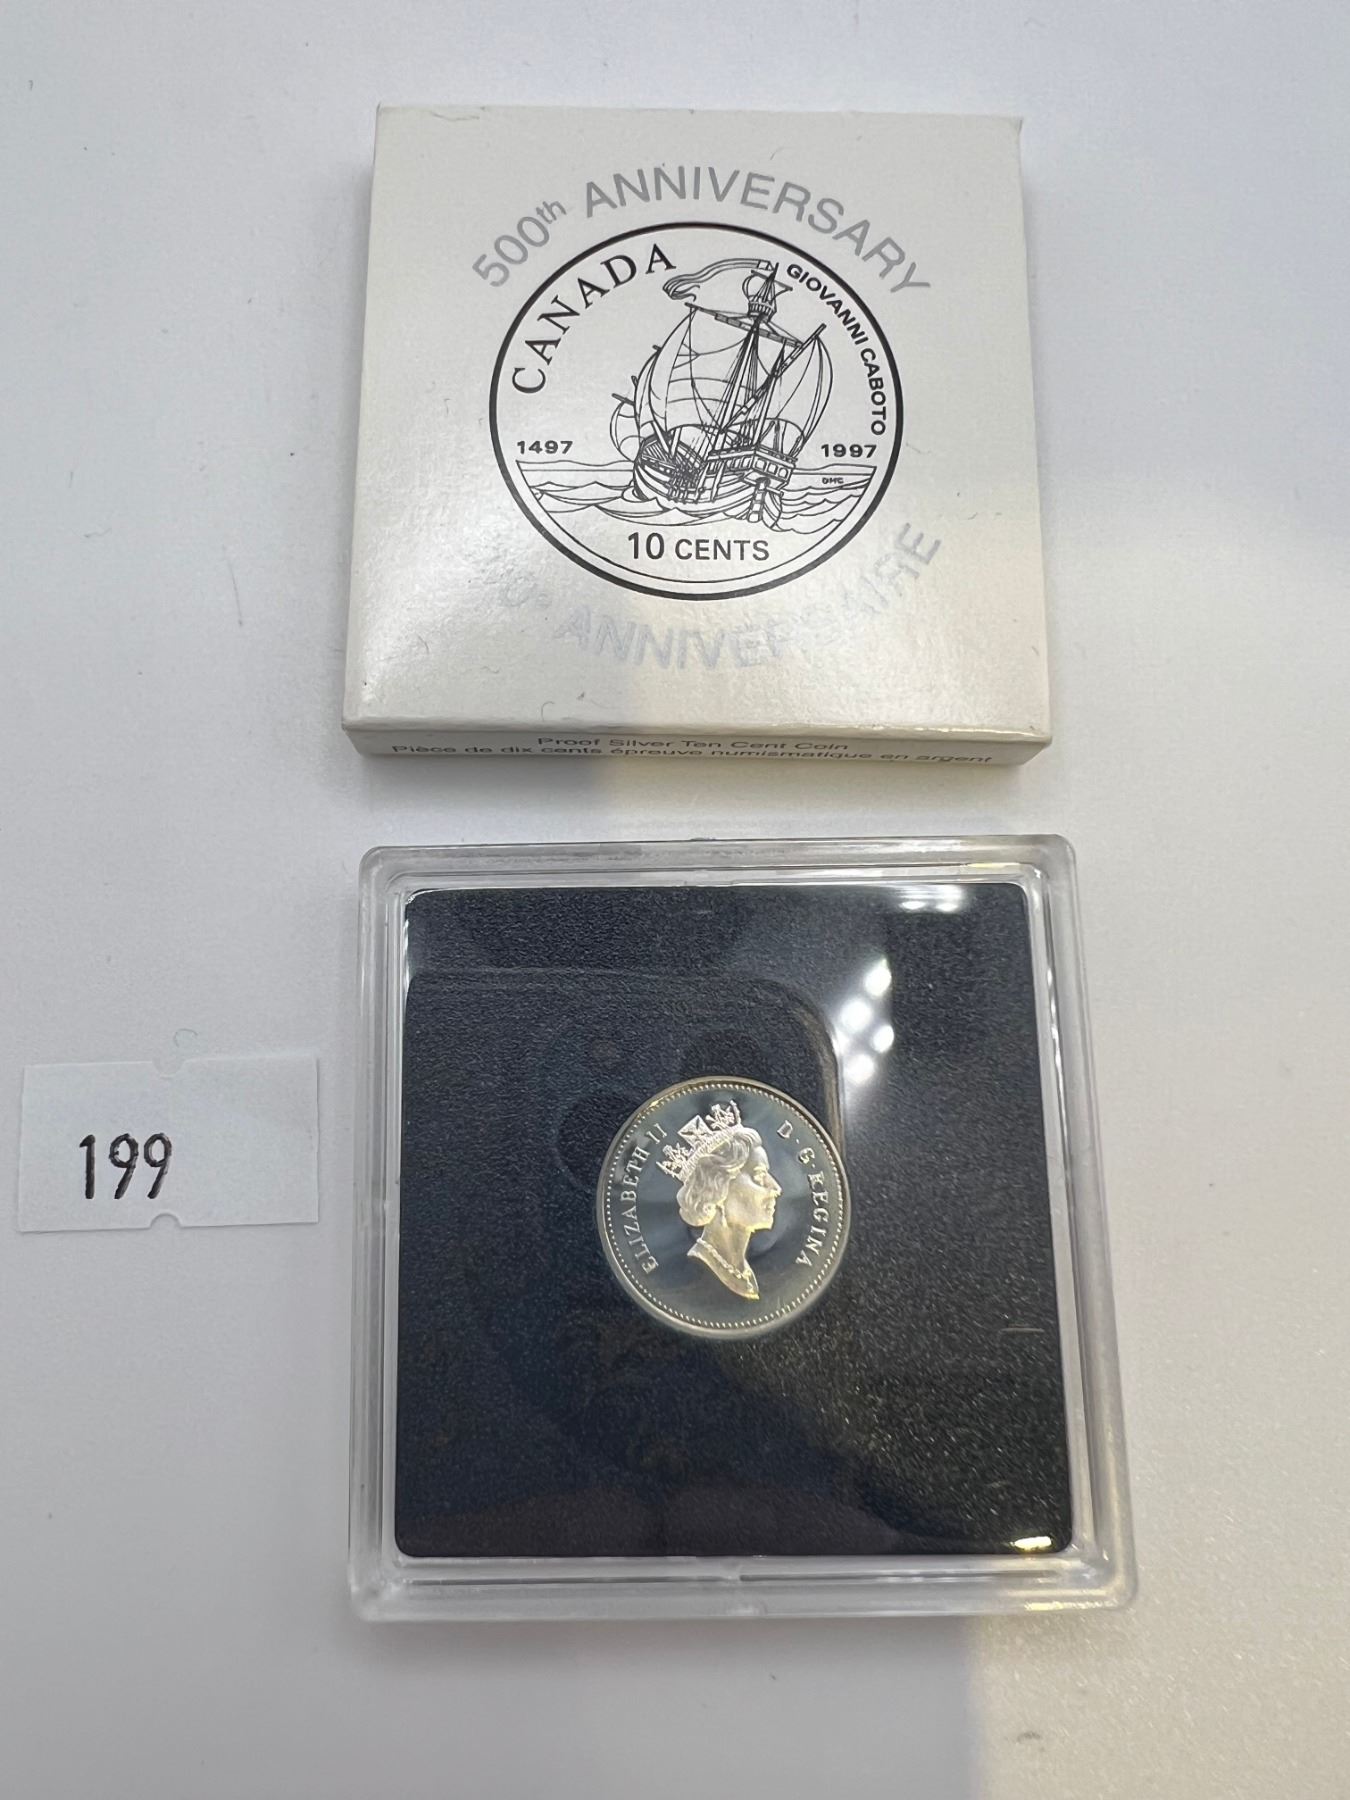 500th ANNIVERSARY
CANADA
GIOVANNI CABOTO
1497
1997
DMC
10 CENTS
ANNIVERSAIRE
Proof Silver Ten Cent Coin
Pièce de dix cents épreuve numismatique en argent
199
ELIZABETH II
D·G·REGINA